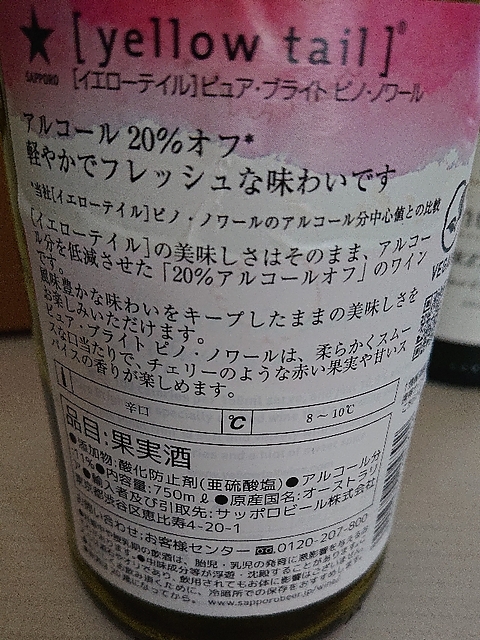 [ yellow tail ]®
SAPPORO
[イエローテイル]ピュア・ブライト ピノ・ノワール
アルコール 20%オフ*
軽やかでフレッシュな味わいです
*当社[イエローテイル]ピノ・ノワールのアルコール分中心値との比較
[イエローテイル]の美味しさはそのまま、アルコー
ル分を低減させた「20%アルコールオフ」のワイン
です。
風味豊かな味わいをキープしたままの美味しさを
お楽しみいただけます。
ピュア・ブライト ピノ・ノワールは、柔らかくスムー
スな口当たりで、チェリーのような赤い果実や甘いス
パイスの香りが楽しめます。
辛口
℃
8～10℃
品目:果実酒
●添加物:酸化防止剤(亜硫酸塩)●アルコール分
11%●内容量:750mℓ●原産国名:オーストラリ
ア●輸入者及び引取先:サッポロビール株式会社
東京都渋谷区恵比寿4-20-1
お問い合わせ:お客様センター 0120-207-800
www.sapporobeer.jp/wine/
VEGAN